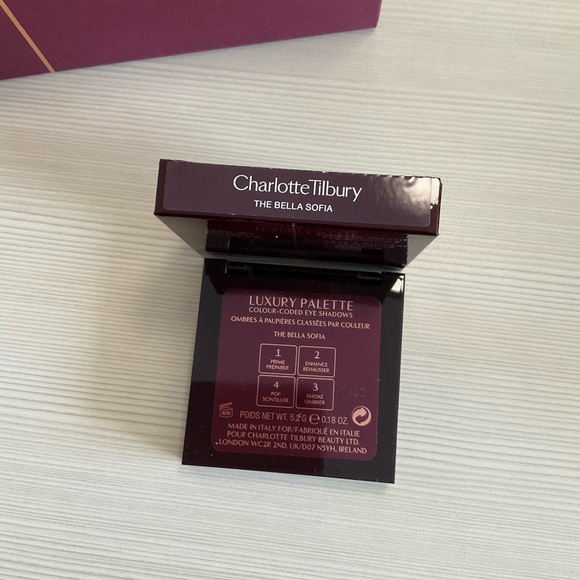 CharlotteTilbury
THE BELLA SOFIA
LUXURY PALETTE
COLOUR-CODED EYE SHADOWS
OMBRES À PAUPIÈRES CLASSÉES PAR COULEUR
THE BELLA SOFIA
1
PRIME
PRÉPARER
2
ENHANCE
REHAUSSER
4
POP
SCINTILLER
3
SMOKE
OMBRER
POIDS NET WT. 5.2 G ℮ 0.18 OZ.
MADE IN ITALY FOR/FABRIQUÉ EN ITALIE
POUR CHARLOTTE TILBURY BEAUTY LTD.
LONDON WC2R 2ND, UK/D07 N5YH, IRELAND